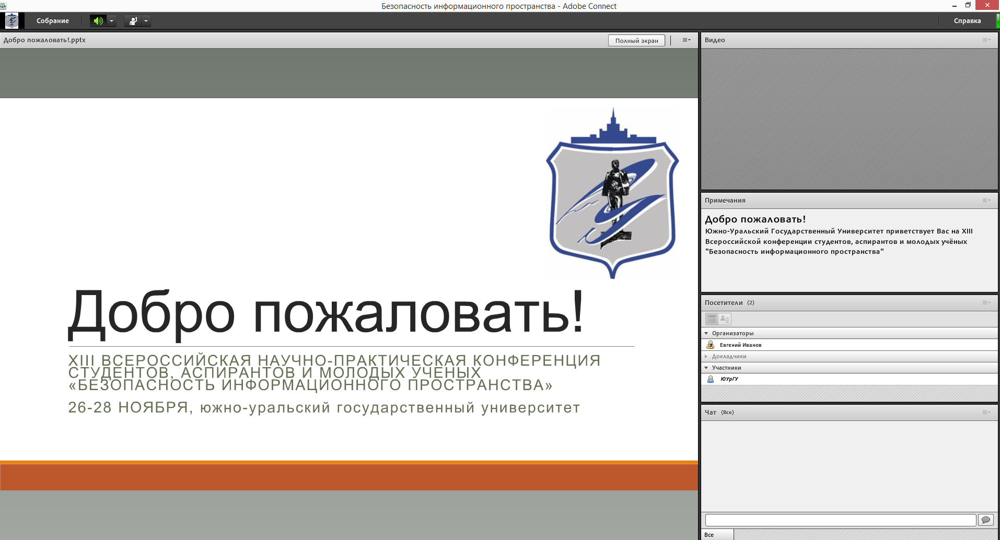 Безопасность информационного пространства - Adobe Connect
Собрание
Справка
Добро пожаловать!.pptx
Полный экран
Добро пожаловать!
XIII ВСЕРОССИЙСКАЯ НАУЧНО-ПРАКТИЧЕСКАЯ КОНФЕРЕНЦИЯ
СТУДЕНТОВ, АСПИРАНТОВ И МОЛОДЫХ УЧЕНЫХ
«БЕЗОПАСНОСТЬ ИНФОРМАЦИОННОГО ПРОСТРАНСТВА»
26-28 НОЯБРЯ, южно-уральский государственный университет
Видео
Примечания
Добро пожаловать!
Южно-Уральский Государственный Университет приветствует Вас на XIII
Всероссийской конференции студентов, аспирантов и молодых учёных
"Безопасность информационного пространства"
Посетители (2)
Организаторы
Евгений Иванов
Докладчики
Участники
ЮУрГУ
Чат (Все)
Все